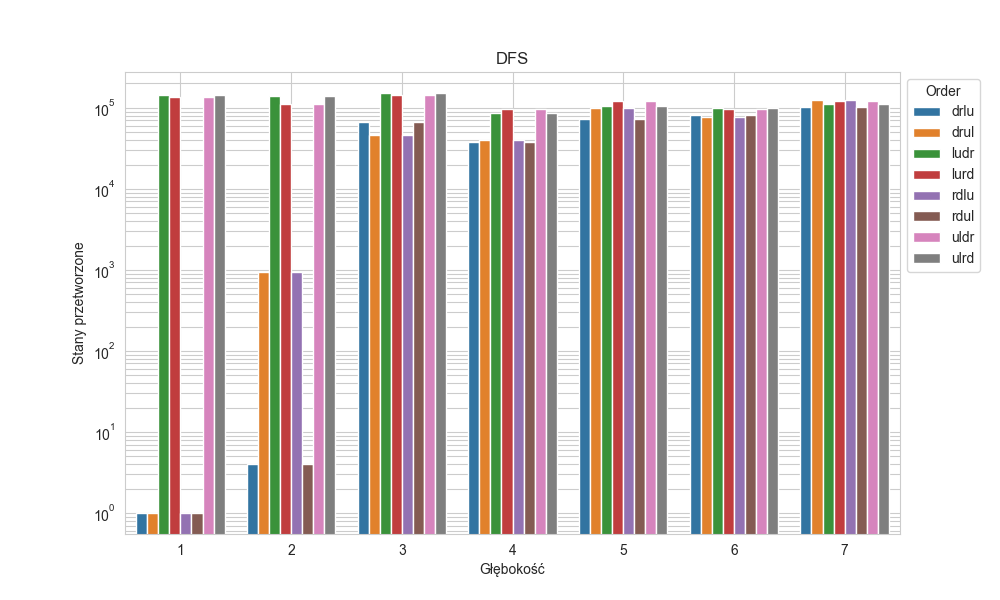 DFS
Stany przetworzone
10^5
10^4
10^3
10^2
10^1
10^0
1 2 3 4 5 6 7
Głębokość
Order
drlu
drul
ludr
lurd
rdlu
rdul
uldr
ulrd